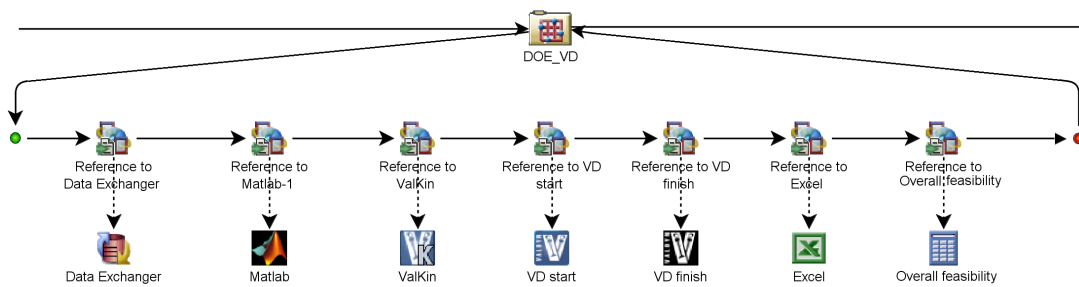 DOE_VD
Reference to
Data Exchanger
Reference to
Matlab-1
Reference to
ValKin
Reference to VD
start
Reference to VD
finish
Reference to
Excel
Reference to
Overall feasibility
Data Exchanger
Matlab
K
ValKin
VALDYN
VD start
VALDYN
VD finish
Excel
Overall feasibility